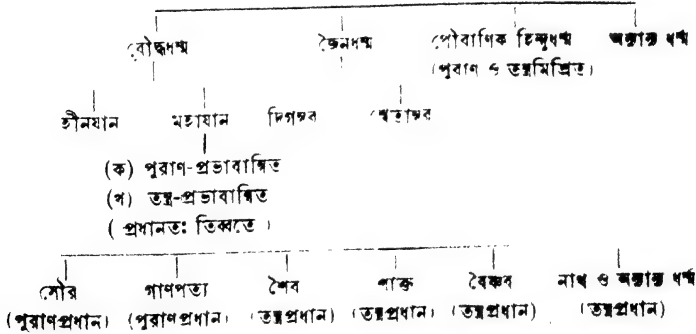 বৌদ্ধধর্ম্ম জৈনধর্ম্ম পৌরাণিক হিন্দুধর্ম্ম অন্যান্য ধর্ম্ম
(পুরাণ ও তন্ত্রমিশ্রিত)
হীনযান মহাযান দিগম্বর শ্বেতাম্বর
(ক) পুরাণ-প্রভাবান্বিত
(খ) তন্ত্র-প্রভাবান্বিত
( প্রধানতঃ তিব্বতে )
সৌর গাণপত্য শৈব শাক্ত বৈষ্ণব নাথ ও অন্যান্য ধর্ম্ম
(পুরাণপ্রধান) (পুরাণপ্রধান) (তন্ত্রপ্রধান) (তন্ত্রপ্রধান) (তন্ত্রপ্রধান) (তন্ত্রপ্রধান)